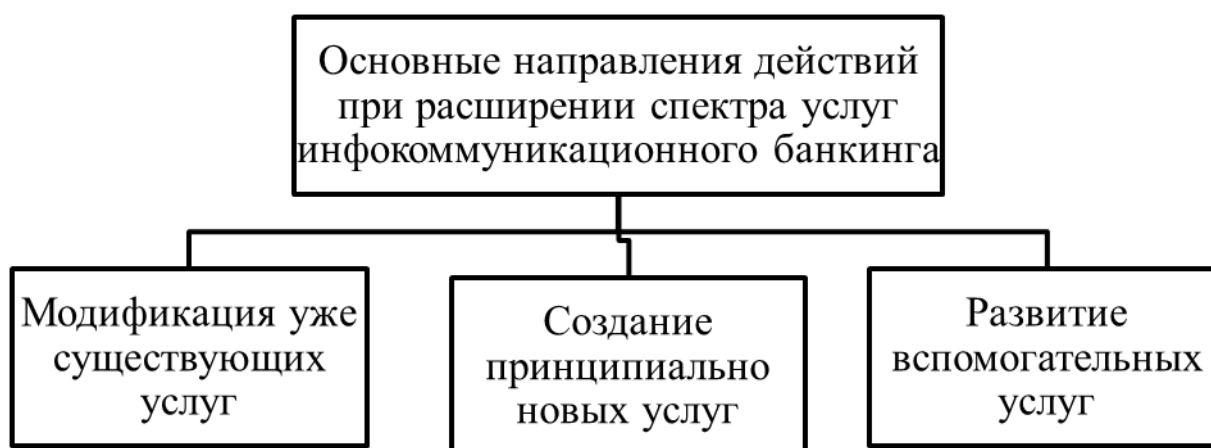 Основные направления действий
при расширении спектра услуг
инфокоммуникационного банкинга
Модификация уже
существующих
услуг
Создание
принципиально
новых услуг
Развитие
вспомогательных
услуг